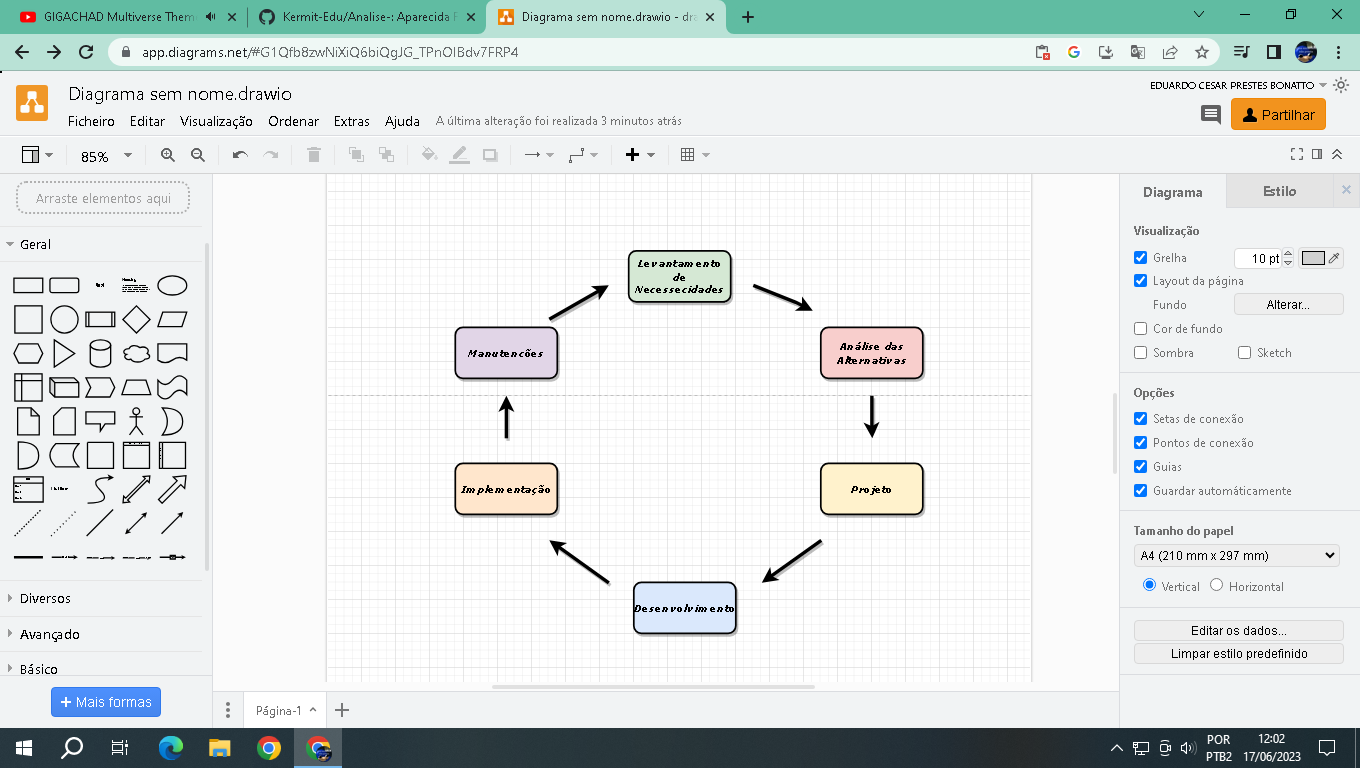 GIGACHAD Multiverse Them
Kermit-Edu/Analise-: Aparecida F
Diagrama sem nome.drawio - dra
app.diagrams.net/#G1Qfb8zwNiXiQ6biQgJG_TPnOIBdv7FRP4
Diagrama sem nome.drawio
EDUARDO CESAR PRESTES BONATTO
Ficheiro Editar Visualização Ordenar Extras Ajuda A última alteração foi realizada 3 minutos atrás
Partilhar
85%
Arraste elementos aqui
Geral
Diversos
Avançado
Básico
+ Mais formas
Levantamento
de
Necessecidades
Análise das
Alternativas
Manutencões
Implementação
Projeto
Desenvolvimento
Página-1
Diagrama Estilo
Visualização
Grelha 10 pt
Layout da página
Fundo Alterar...
Cor de fundo
Sombra Sketch
Opções
Setas de conexão
Pontos de conexão
Guias
Guardar automáticamente
Tamanho do papel
A4 (210 mm x 297 mm)
Vertical Horizontal
Editar os dados...
Limpar estilo predefinido
POR
PTB2
12:02
17/06/2023